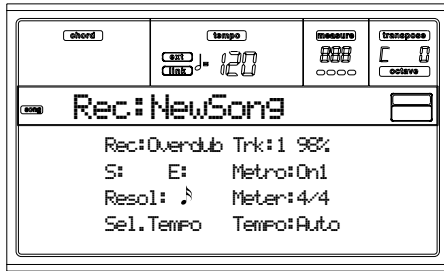 chord tempo measure transpose
ext link ♩= 120 888 C 0
octave
song Rec:NewSong
Rec:Overdub Trk:1 98%
S: E: Metro:On1
Resol: ♪ Meter:4/4
Sel.Tempo Tempo:Auto